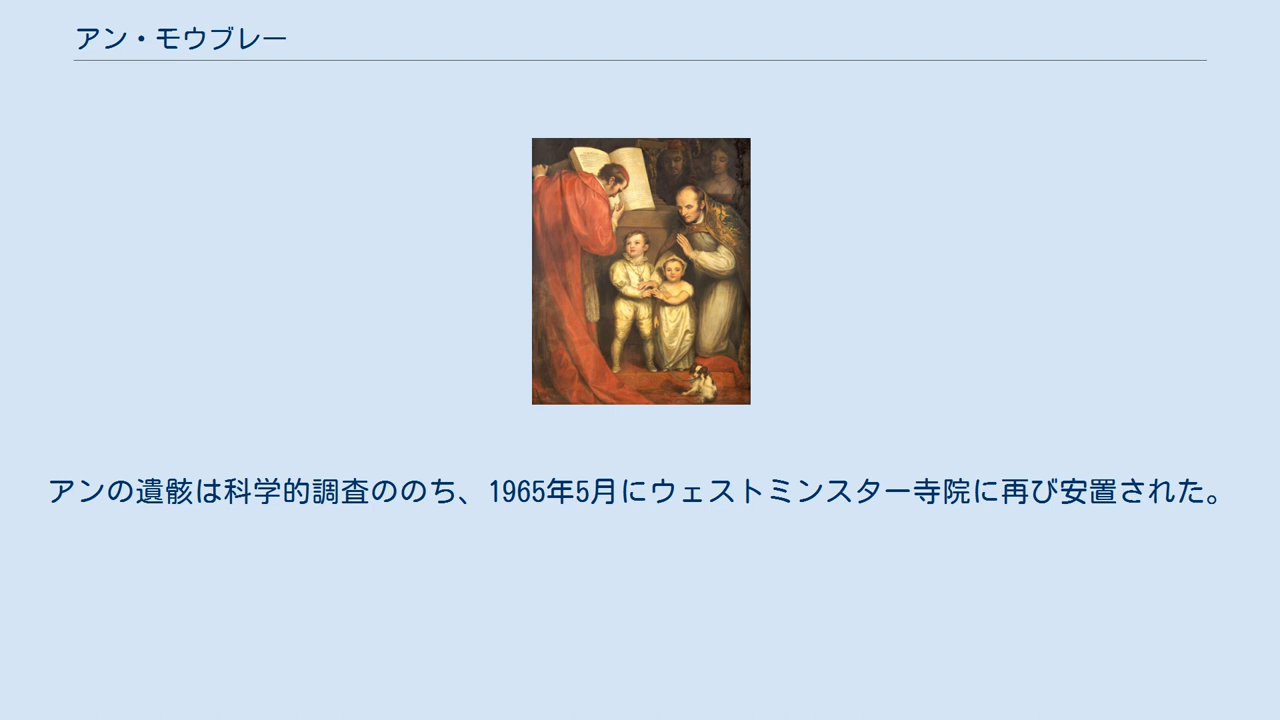 アン・モウブレー
アンの遺骸は科学的調査ののち、1965年5月にウェストミンスター寺院に再び安置された。